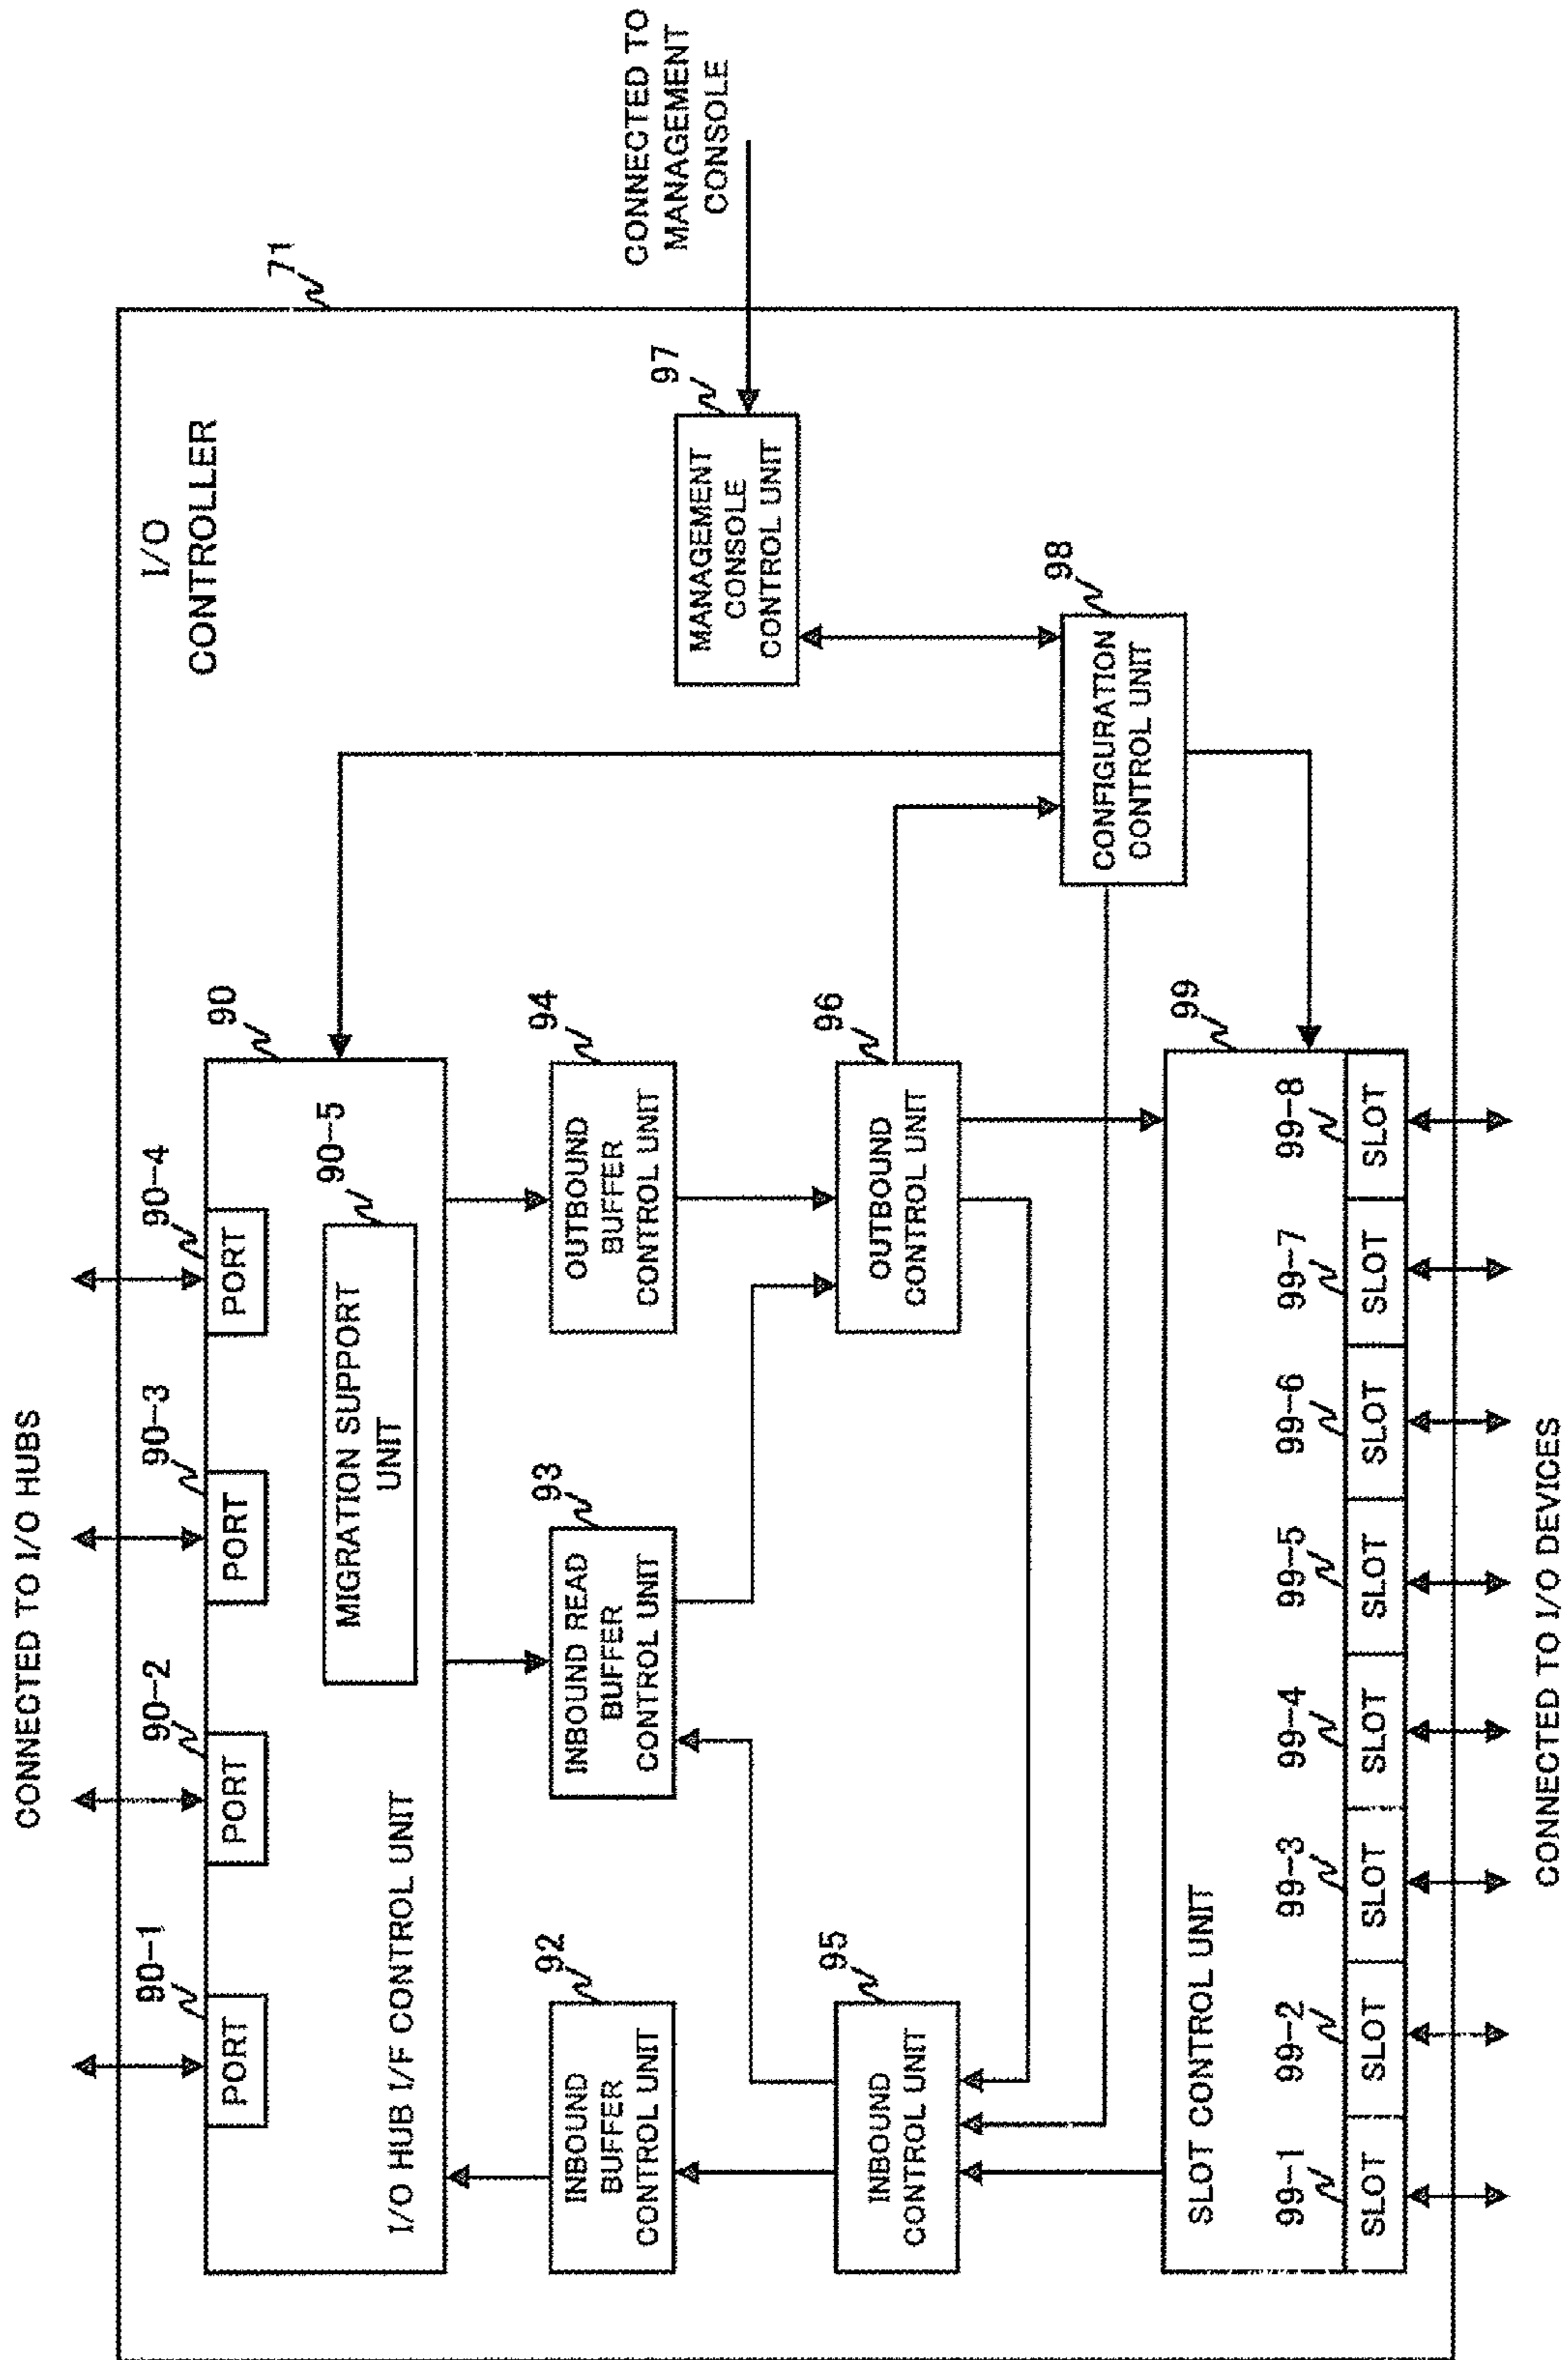 CONNECTED TO I/O HUBS
90-1
90-2
90-3
90-4
90
71
PORT
PORT
PORT
PORT
90-5
MIGRATION SUPPORT
UNIT
I/O HUB I/F CONTROL UNIT
I/O
CONTROLLER
92
INBOUND
BUFFER
CONTROL UNIT
93
INBOUND READ
BUFFER
CONTROL UNIT
94
OUTBOUND
BUFFER
CONTROL UNIT
97
MANAGEMENT
CONSOLE
CONTROL UNIT
CONNECTED TO
MANAGEMENT
CONSOLE
95
INBOUND
CONTROL UNIT
96
OUTBOUND
CONTROL UNIT
98
CONFIGURATION
CONTROL UNIT
99
SLOT CONTROL UNIT
99-1
99-2
99-3
99-4
99-5
99-6
99-7
99-8
SLOT
SLOT
SLOT
SLOT
SLOT
SLOT
SLOT
SLOT
CONNECTED TO I/O DEVICES